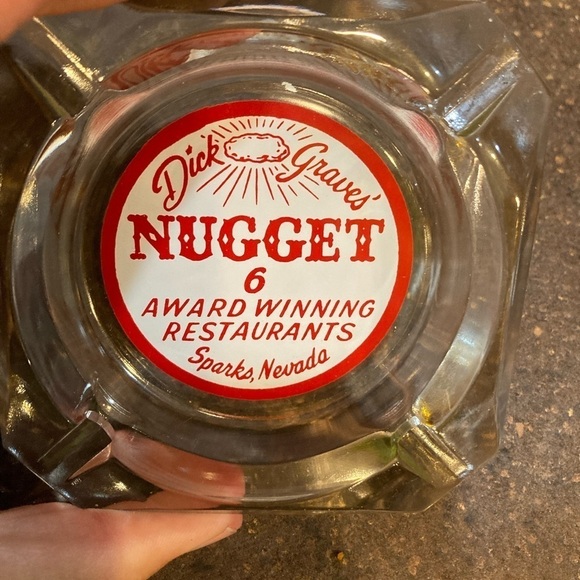 Dick Graves'
NUGGET
6
AWARD WINNING
RESTAURANTS
Sparks, Nevada